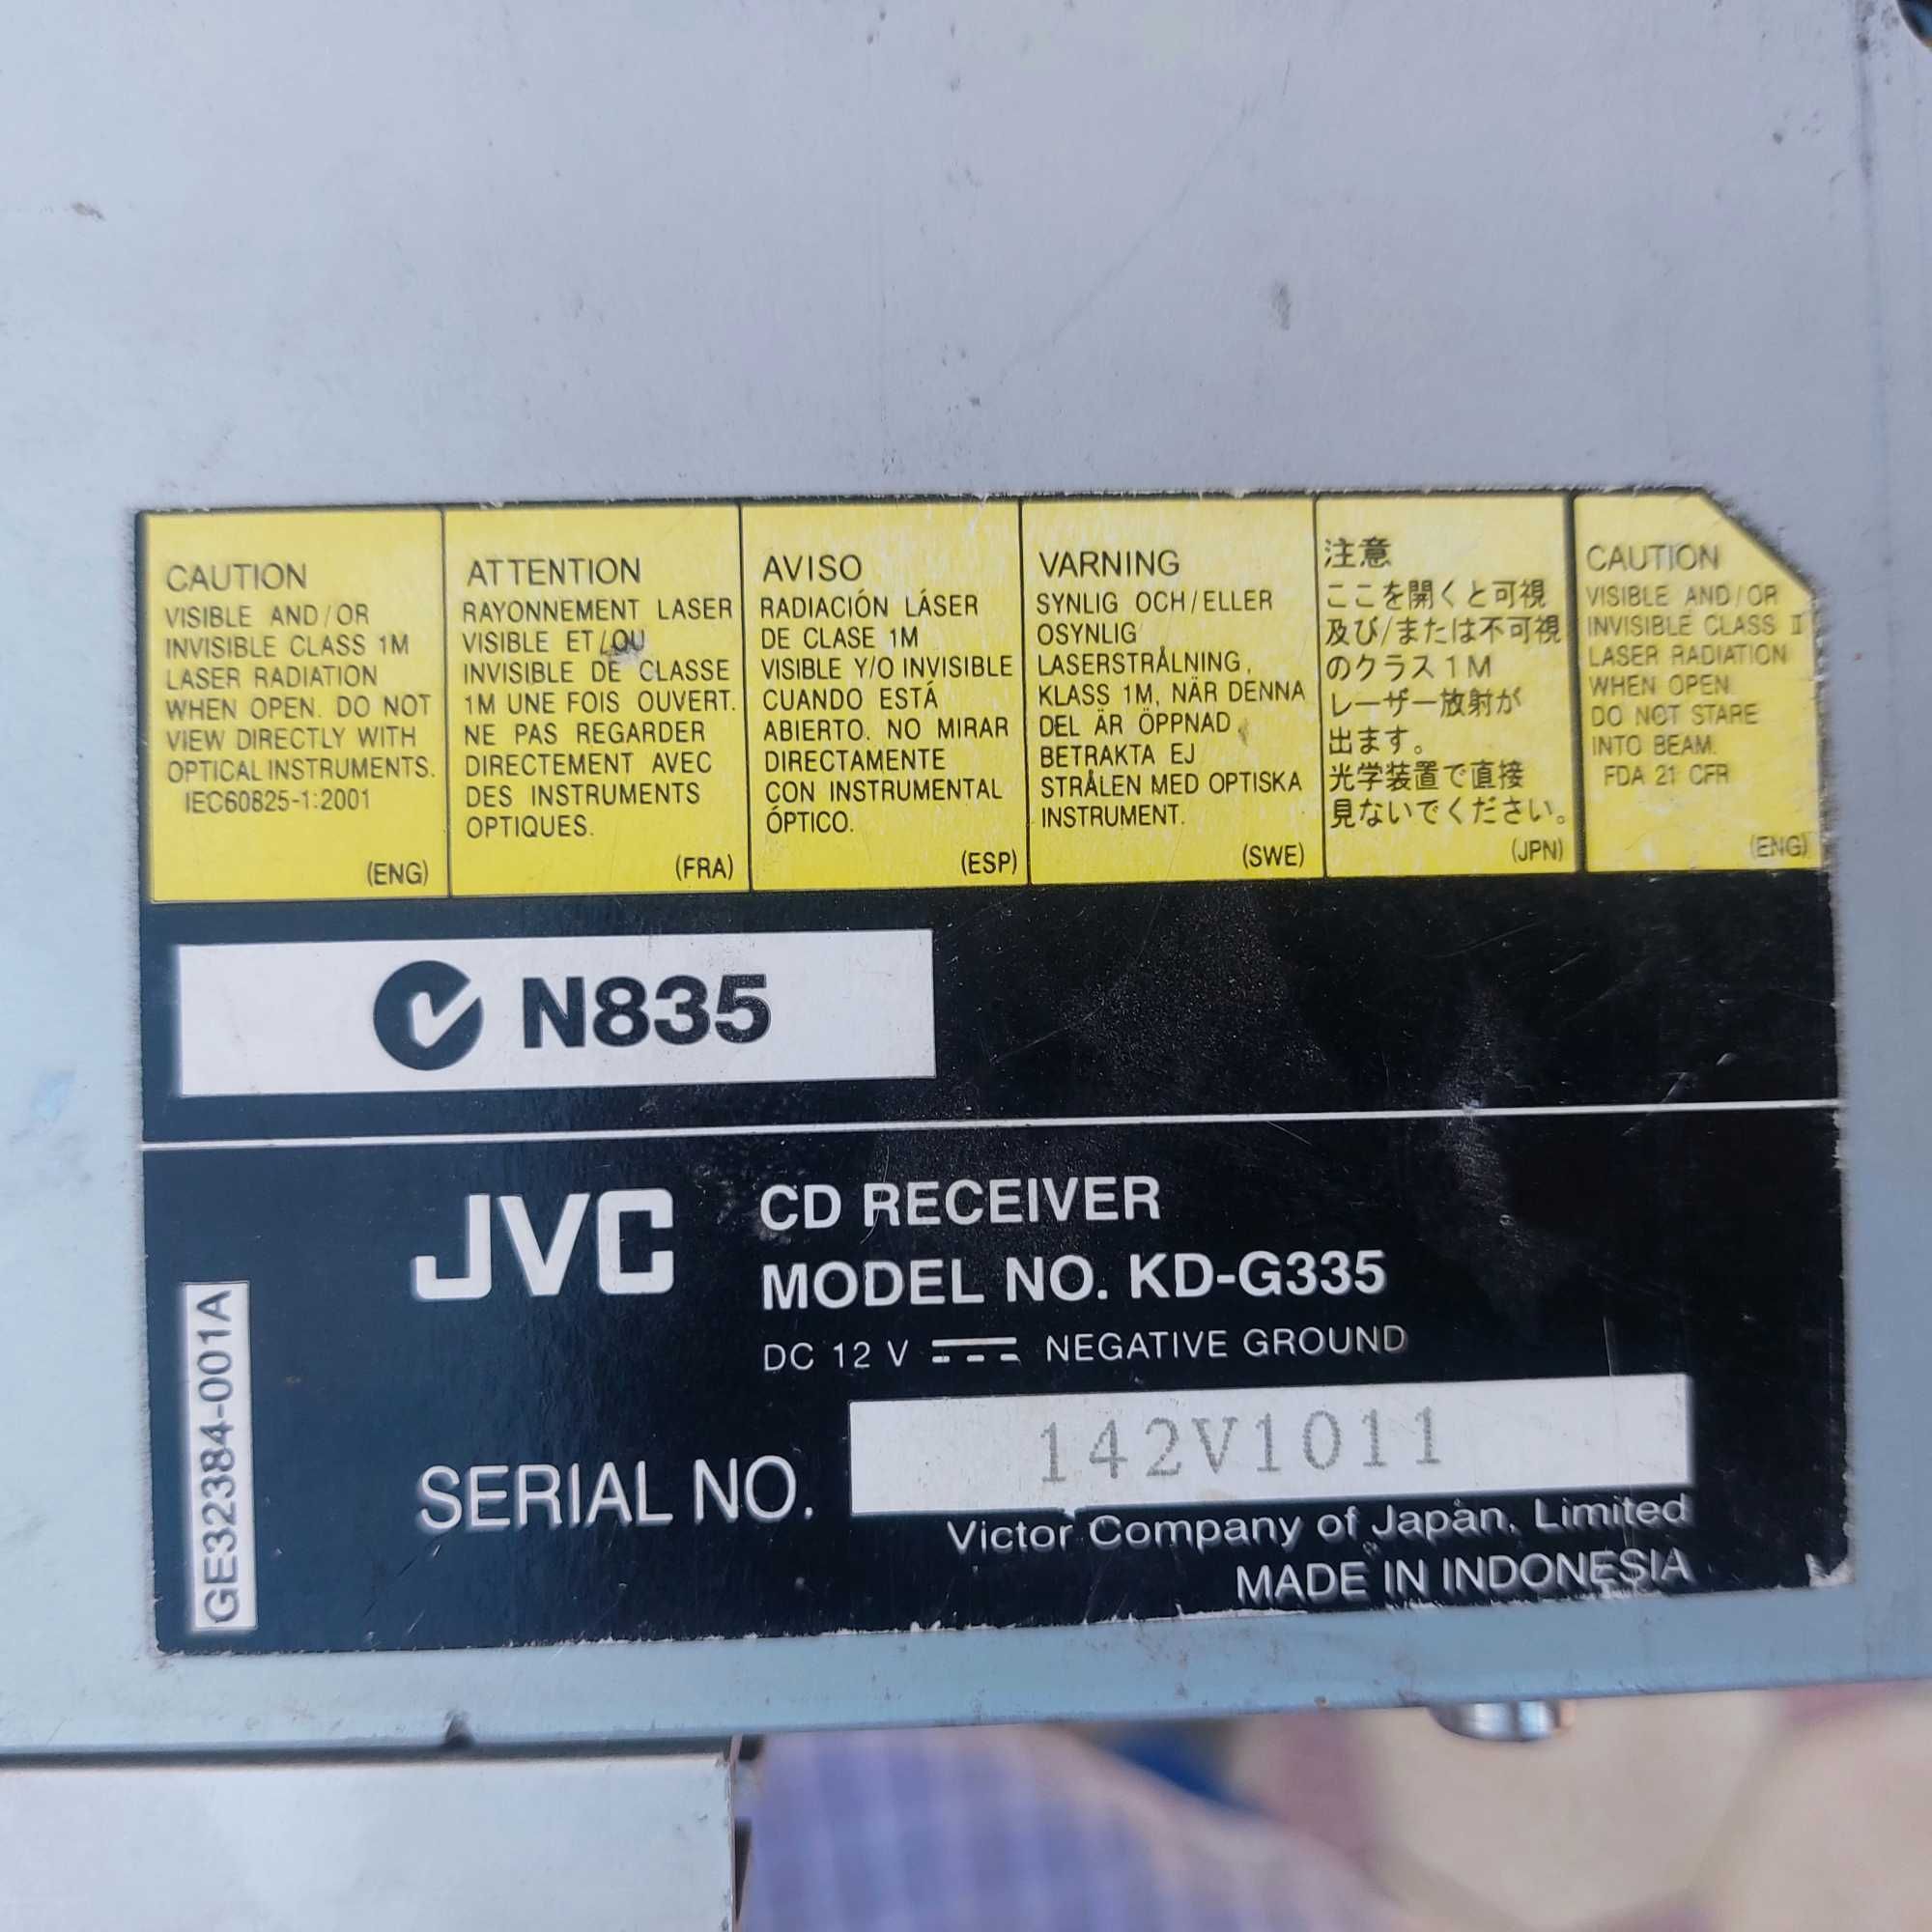 CAUTION
VISIBLE AND/OR
INVISIBLE CLASS 1M
LASER RADIATION
WHEN OPEN. DO NOT
VIEW DIRECTLY WITH
OPTICAL INSTRUMENTS.
IEC60825-1:2001
(ENG)
ATTENTION
RAYONNEMENT LASER
VISIBLE ET/OU
INVISIBLE DE CLASSE
1M UNE FOIS OUVERT.
NE PAS REGARDER
DIRECTEMENT AVEC
DES INSTRUMENTS
OPTIQUES.
(FRA)
AVISO
RADIACIÓN LÁSER
DE CLASE 1M
VISIBLE Y/O INVISIBLE
CUANDO ESTÁ
ABIERTO. NO MIRAR
DIRECTAMENTE
CON INSTRUMENTAL
ÓPTICO.
(ESP)
VARNING
SYNLIG OCH/ELLER
OSYNLIG
LASERSTRÅLNING,
KLASS 1M, NÄR DENNA
DEL ÄR ÖPPNAD,
BETRAKTA EJ
STRÅLEN MED OPTISKA
INSTRUMENT.
(SWE)
注意
ここを開くと可視
及び/または不可視
のクラス1M
レーザー放射が
出ます。
光学装置で直接
見ないでください。
(JPN)
CAUTION
VISIBLE AND/OR
INVISIBLE CLASS II
LASER RADIATION
WHEN OPEN.
DO NOT STARE
INTO BEAM.
FDA 21 CFR
(ENG)
N835
JVC
CD RECEIVER
MODEL NO. KD-G335
DC 12 V ⎓ NEGATIVE GROUND
SERIAL NO. 142V1011
Victor Company of Japan, Limited
MADE IN INDONESIA
GE32384-001A